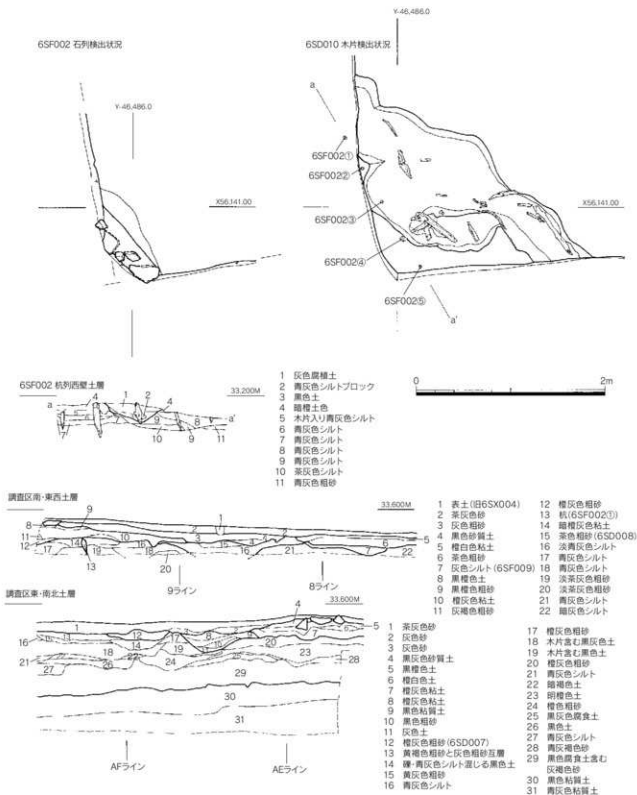 6SF002 石列検出状況
Y-46,486.0
X56,141.00
6SD010 木片検出状況
Y-46,486.0
a
6SF002①
6SF002②
6SF002③
6SF002④
6SF002⑤
X56,141.00
a'
6SF002 杭列西壁土層
33,200M
a
a'
1 灰色腐植土
2 青灰色シルトブロック
3 黒色土
4 暗橙土色
5 木片入り青灰色シルト
6 青灰色シルト
7 青灰色シルト
8 青灰色シルト
9 青灰色シルト
10 茶灰色シルト
11 青灰色粗砂
0
2m
調査区南・東西土層
33.600M
9ライン
8ライン
1 表土(旧6SX004)
2 茶灰色砂
3 灰色粗砂
4 黒色砂質土
5 橙白色粘土
6 茶色粗砂
7 灰色シルト(6SF009)
8 黒橙色土
9 黒橙色粗砂
10 橙灰色粘土
11 灰褐色粗砂
12 橙灰色粗砂
13 杭(6SF002①)
14 暗橙灰色粘土
15 茶色粗砂(6SD008)
16 淡青灰色シルト
17 青灰色シルト
18 青灰色シルト
19 淡茶灰色粗砂
20 淡茶灰色粗砂
21 青灰色シルト
22 暗灰色シルト
調査区東・南北土層
33.600M
AFライン
AEライン
1 茶灰色砂
2 灰色砂
3 灰色砂
4 黒灰色砂質土
5 黒橙色土
6 橙白色土
7 橙灰色粘土
8 橙灰色粘土
9 黒色粘質土
10 黒色粗砂
11 灰色土
12 橙灰色粗砂(6SD007)
13 黄褐色粗砂と灰色粗砂互層
14 礫・青灰色シルト混じる黒色土
15 黄灰色粗砂
16 青灰色シルト
17 橙灰色粗砂
18 木片含む黒灰色土
19 木片含む黒色土
20 橙灰色粗砂
21 青灰色シルト
22 暗褐色土
23 明橙色土
24 橙色粗砂
25 黒灰色腐食土
26 黒色土
27 青灰色シルト
28 青灰褐色砂
29 黒色腐食土含む
灰褐色砂
30 黒色粘質土
31 青灰色粘質土